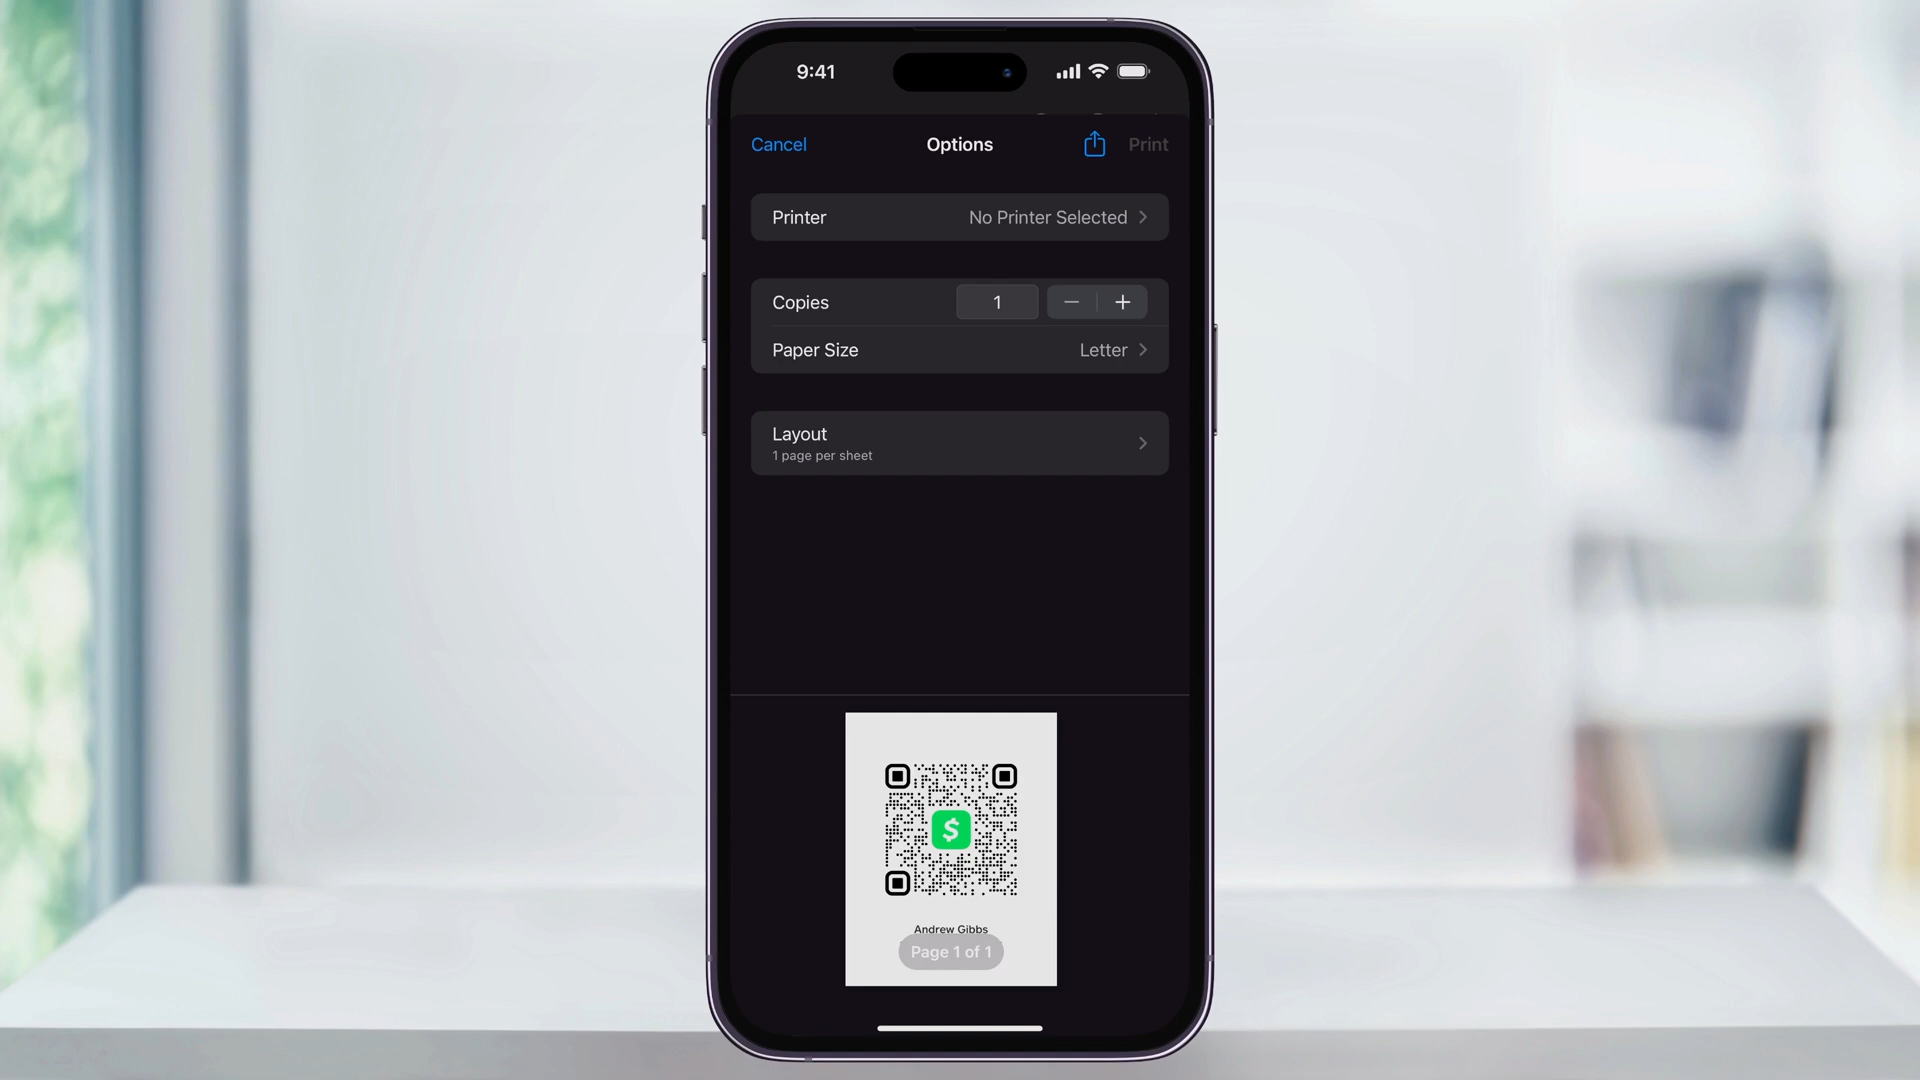 9:41
Cancel Options Print
Printer No Printer Selected
Copies 1 − +
Paper Size Letter
Layout
1 page per sheet
$
Andrew Gibbs
Page 1 of 1